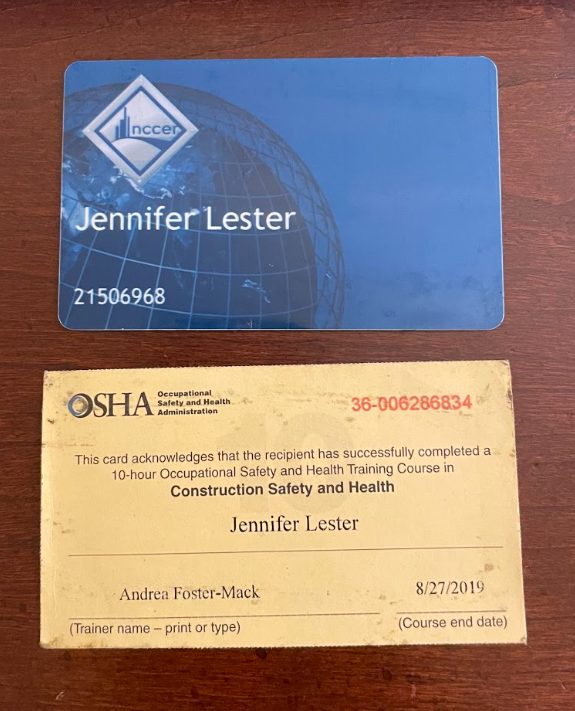 nccer
Jennifer Lester
21506968
OSHA
Occupational
Safety and Health
Administration
36-006286834
This card acknowledges that the recipient has successfully completed a
10-hour Occupational Safety and Health Training Course in
Construction Safety and Health
Jennifer Lester
Andrea Foster-Mack
8/27/2019
(Trainer name – print or type)
(Course end date)